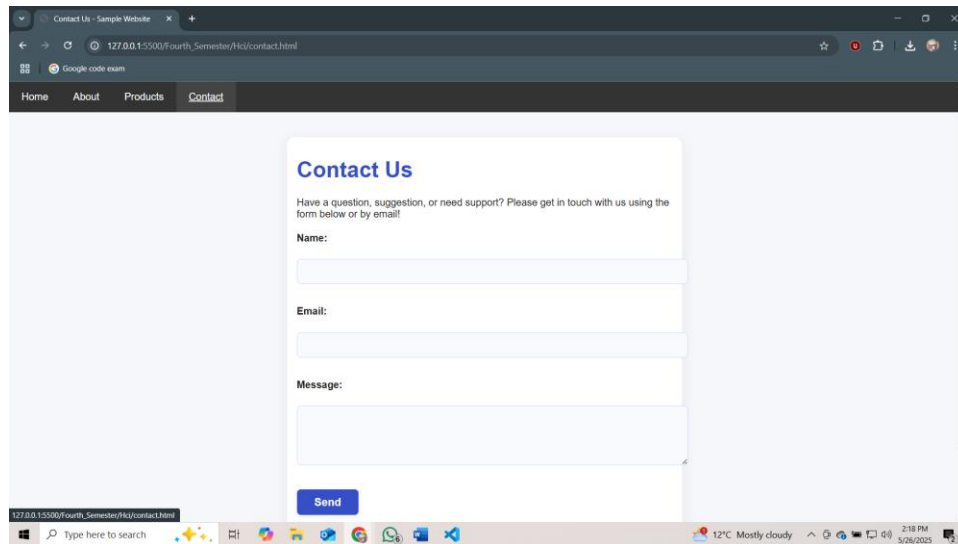 Contact Us - Sample Website
127.0.0.1:5500/Fourth_Semester/Hci/contact.html
Google code exam
Home About Products Contact
Contact Us
Have a question, suggestion, or need support? Please get in touch with us using the
form below or by email!
Name:
Email:
Message:
Send
127.0.0.1:5500/Fourth_Semester/Hci/contact.html
Type here to search
12°C Mostly cloudy
2:18 PM
5/26/2025